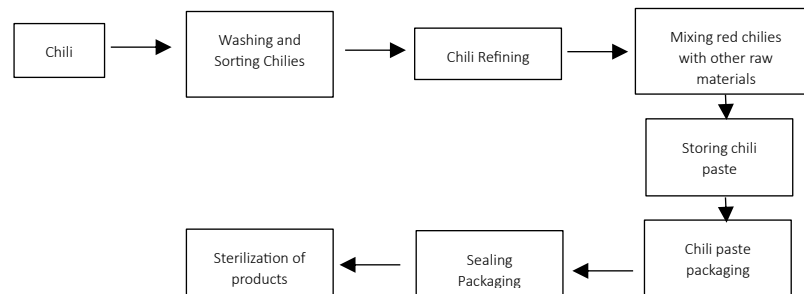 Chili
Washing and
Sorting Chilies
Chili Refining
Mixing red chilies
with other raw
materials
Storing chili
paste
Chili paste
packaging
Sealing
Packaging
Sterilization of
products